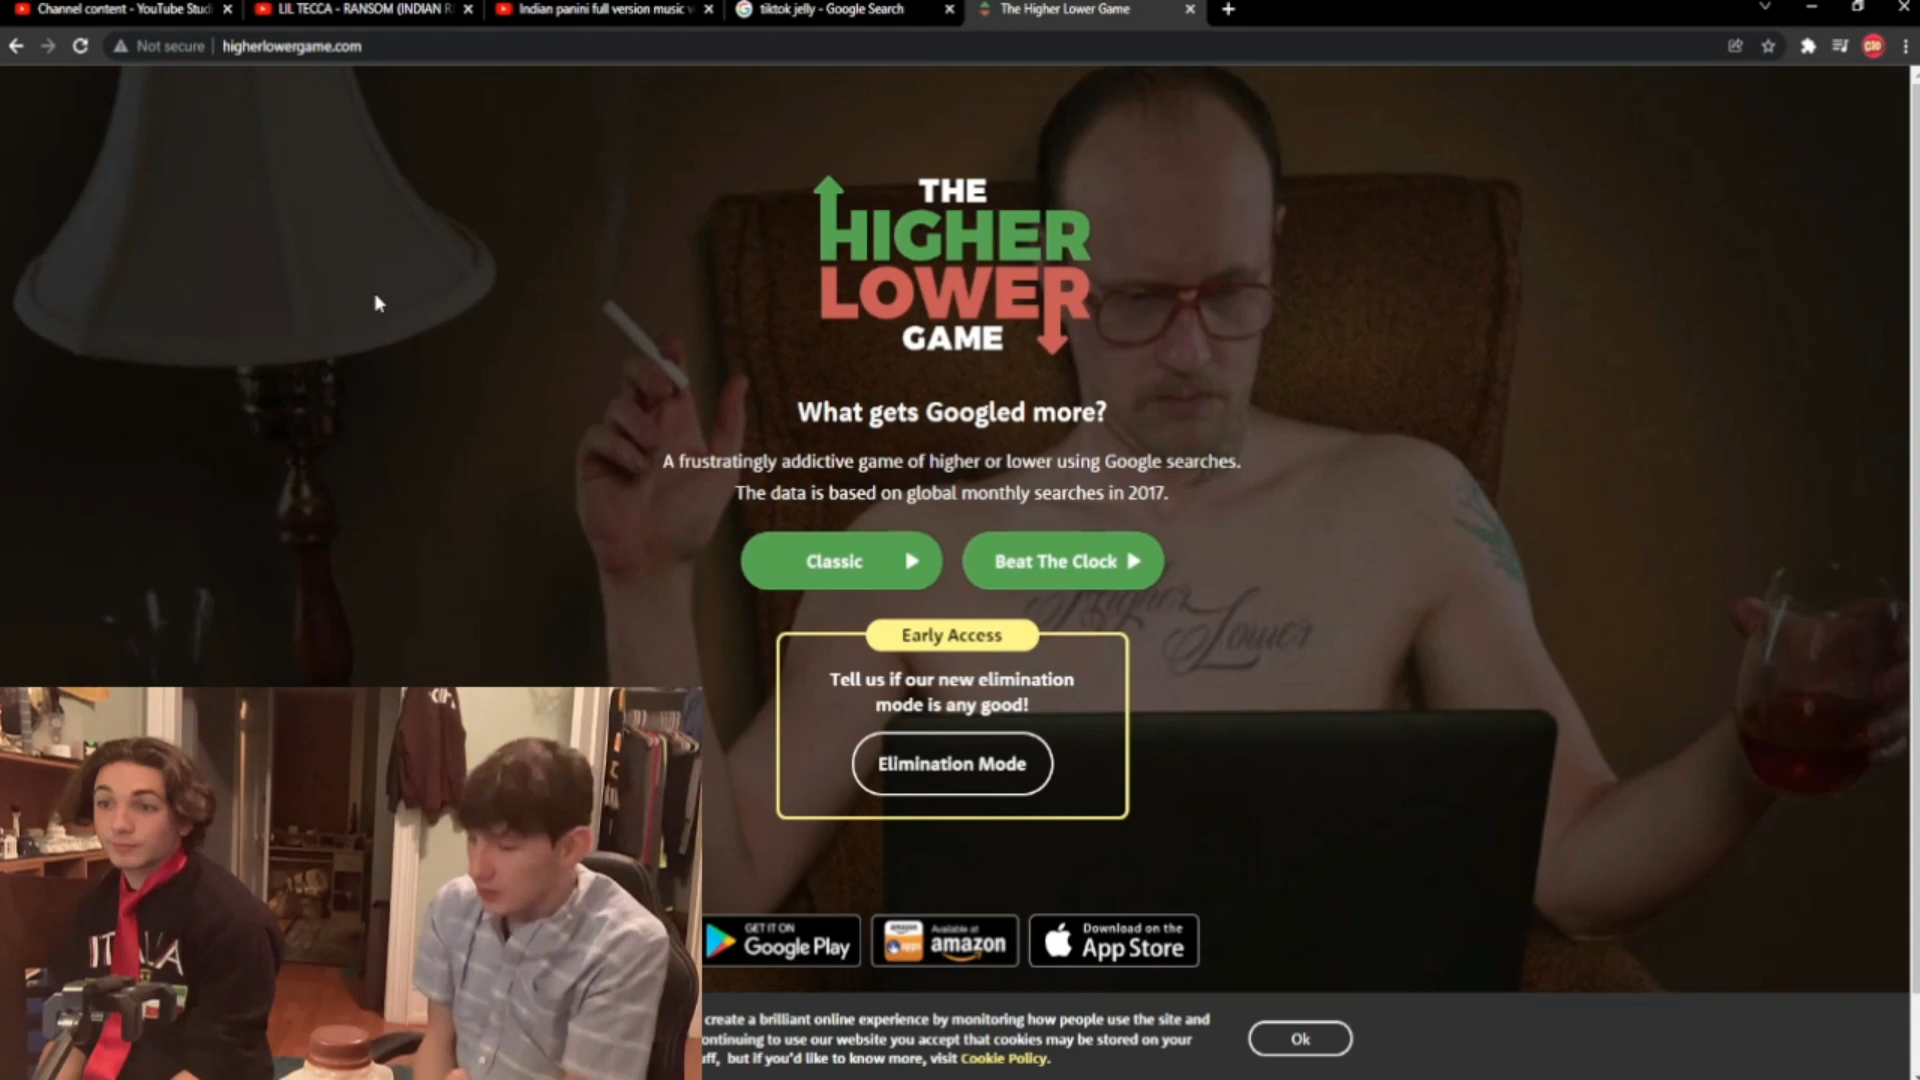 Channel content - YouTube Studi
LIL TECCA - RANSOM (INDIAN R
Indian panini full version music v
tiktok jelly - Google Search
The Higher Lower Game
Not secure
higherlowergame.com
THE
HIGHER
LOWER
GAME
What gets Googled more?
A frustratingly addictive game of higher or lower using Google searches.
The data is based on global monthly searches in 2017.
Classic
Beat The Clock
Higher
Lower
Early Access
Tell us if our new elimination
mode is any good!
Elimination Mode
GET IT ON
Google Play
amazon
apps
Available at
amazon
Download on the
App Store
create a brilliant online experience by monitoring how people use the site and
ontinuing to use our website you accept that cookies may be stored on your
uff, but if you'd like to know more, visit Cookie Policy.
Ok